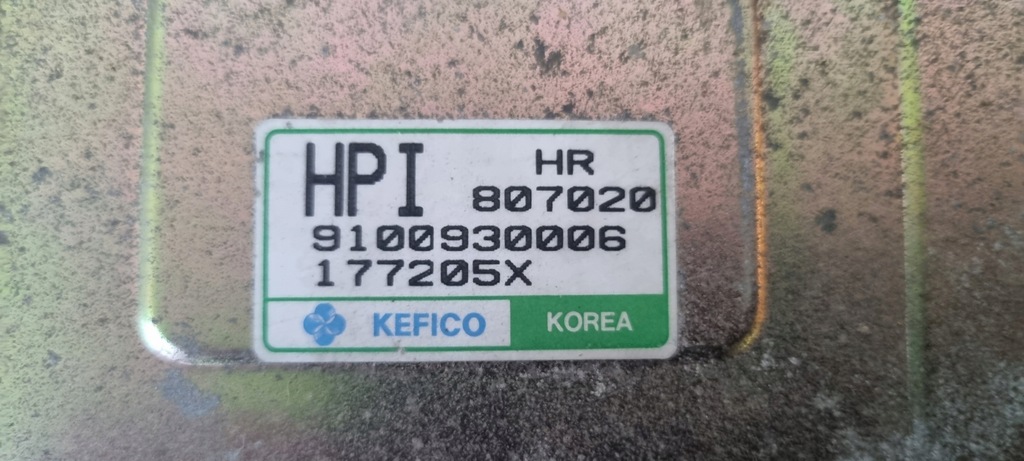 HPI HR
807020
9100930006
177205X
KEFICO KOREA